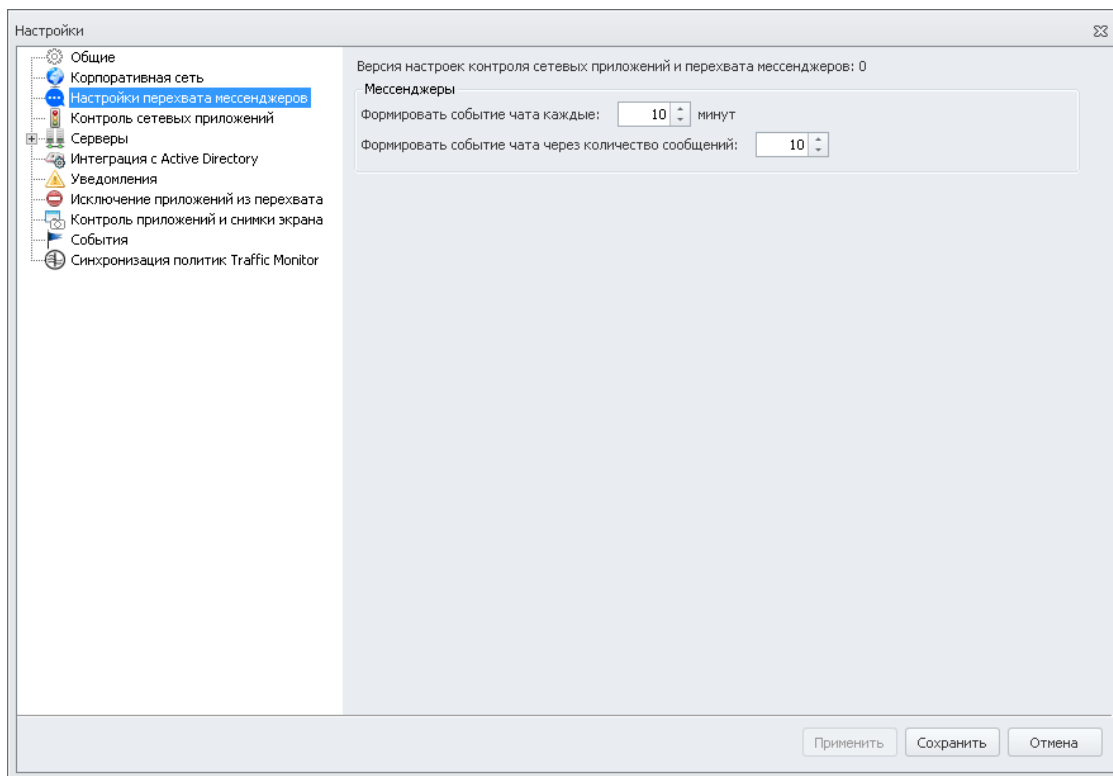 Настройки
Общие
Корпоративная сеть
Настройки перехвата мессенджеров
Контроль сетевых приложений
Серверы
Интеграция с Active Directory
Уведомления
Исключение приложений из перехвата
Контроль приложений и снимки экрана
События
Синхронизация политик Traffic Monitor
Версия настроек контроля сетевых приложений и перехвата мессенджеров: 0
Мессенджеры
Формировать событие чата каждые: 10 минут
Формировать событие чата через количество сообщений: 10
Применить Сохранить Отмена